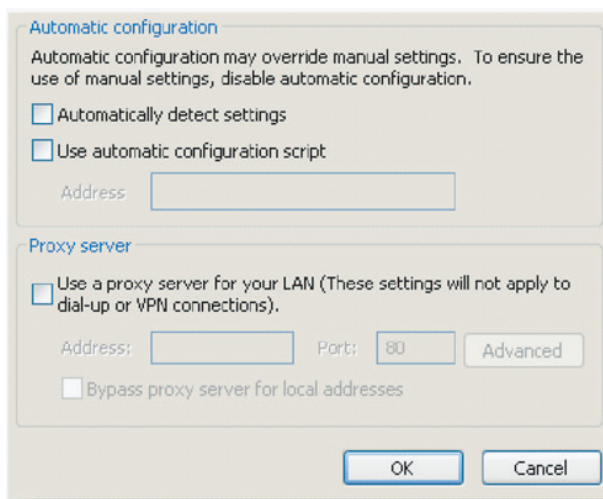 Automatic configuration
Automatic configuration may override manual settings. To ensure the
use of manual settings, disable automatic configuration.
Automatically detect settings
Use automatic configuration script
Address
Proxy server
Use a proxy server for your LAN (These settings will not apply to
dial-up or VPN connections).
Address: Port: 80 Advanced
Bypass proxy server for local addresses
OK Cancel